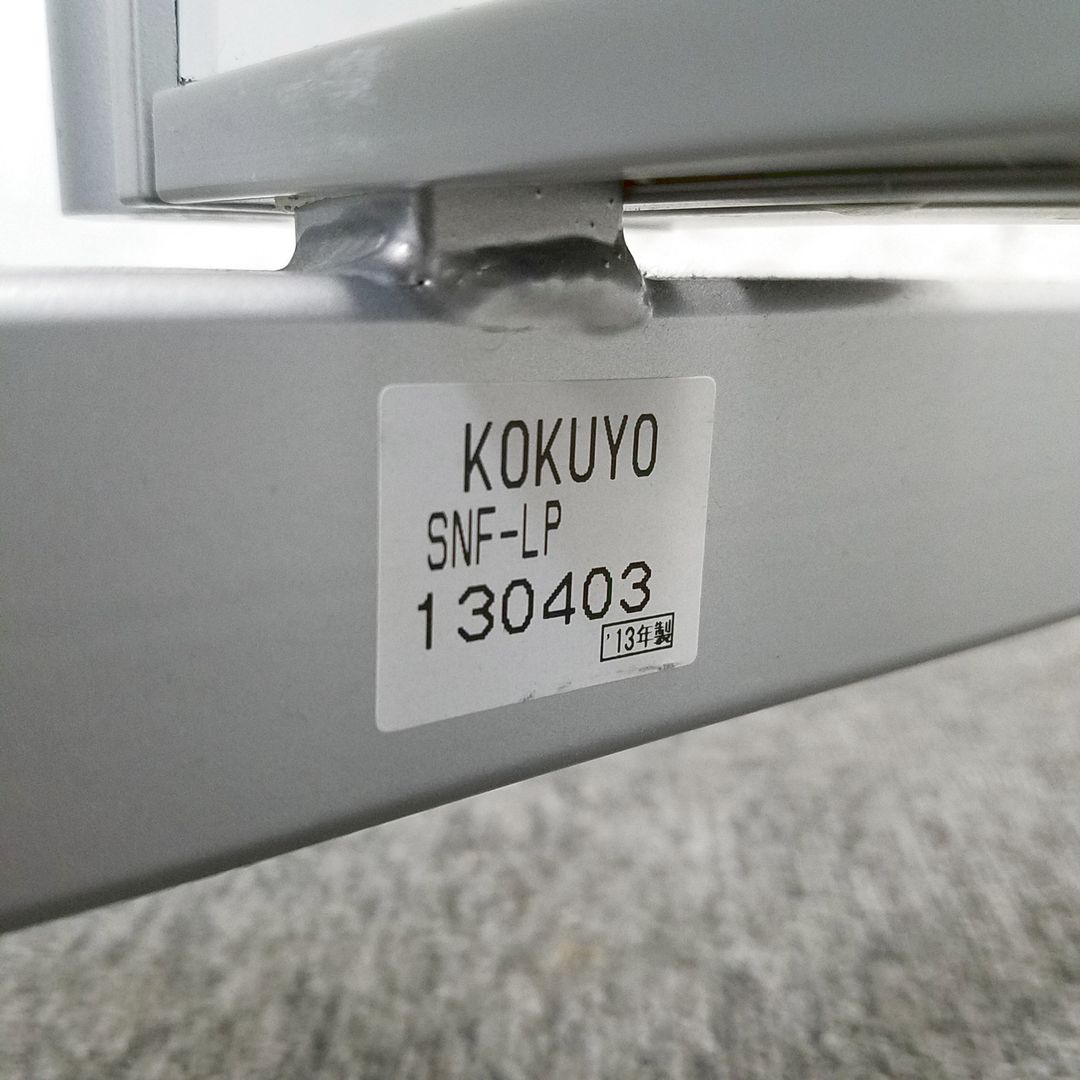 KOKUYO
SNF-LP
130403
'13年製